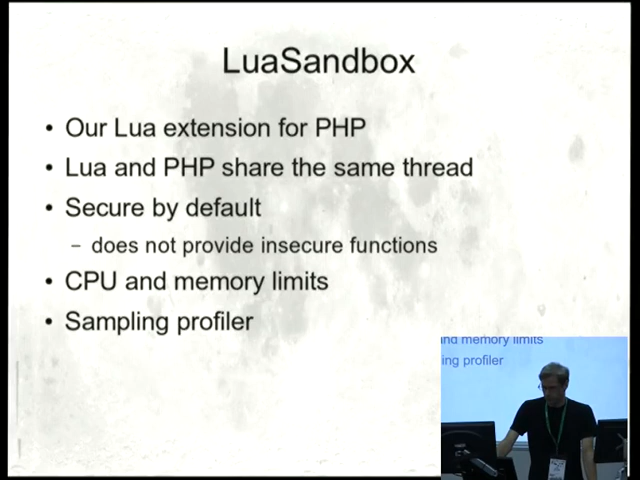 LuaSandbox
• Our Lua extension for PHP
• Lua and PHP share the same thread
• Secure by default
– does not provide insecure functions
• CPU and memory limits
• Sampling profiler
and memory limits
ing profiler